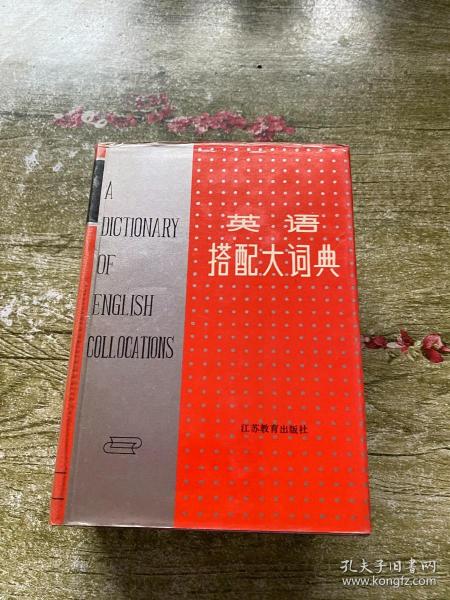 A
DICTIONARY
OF
ENGLISH
COLLOCATIONS
英语
搭配大词典
江苏教育出版社
孔夫子旧书网
www.kongfz.com